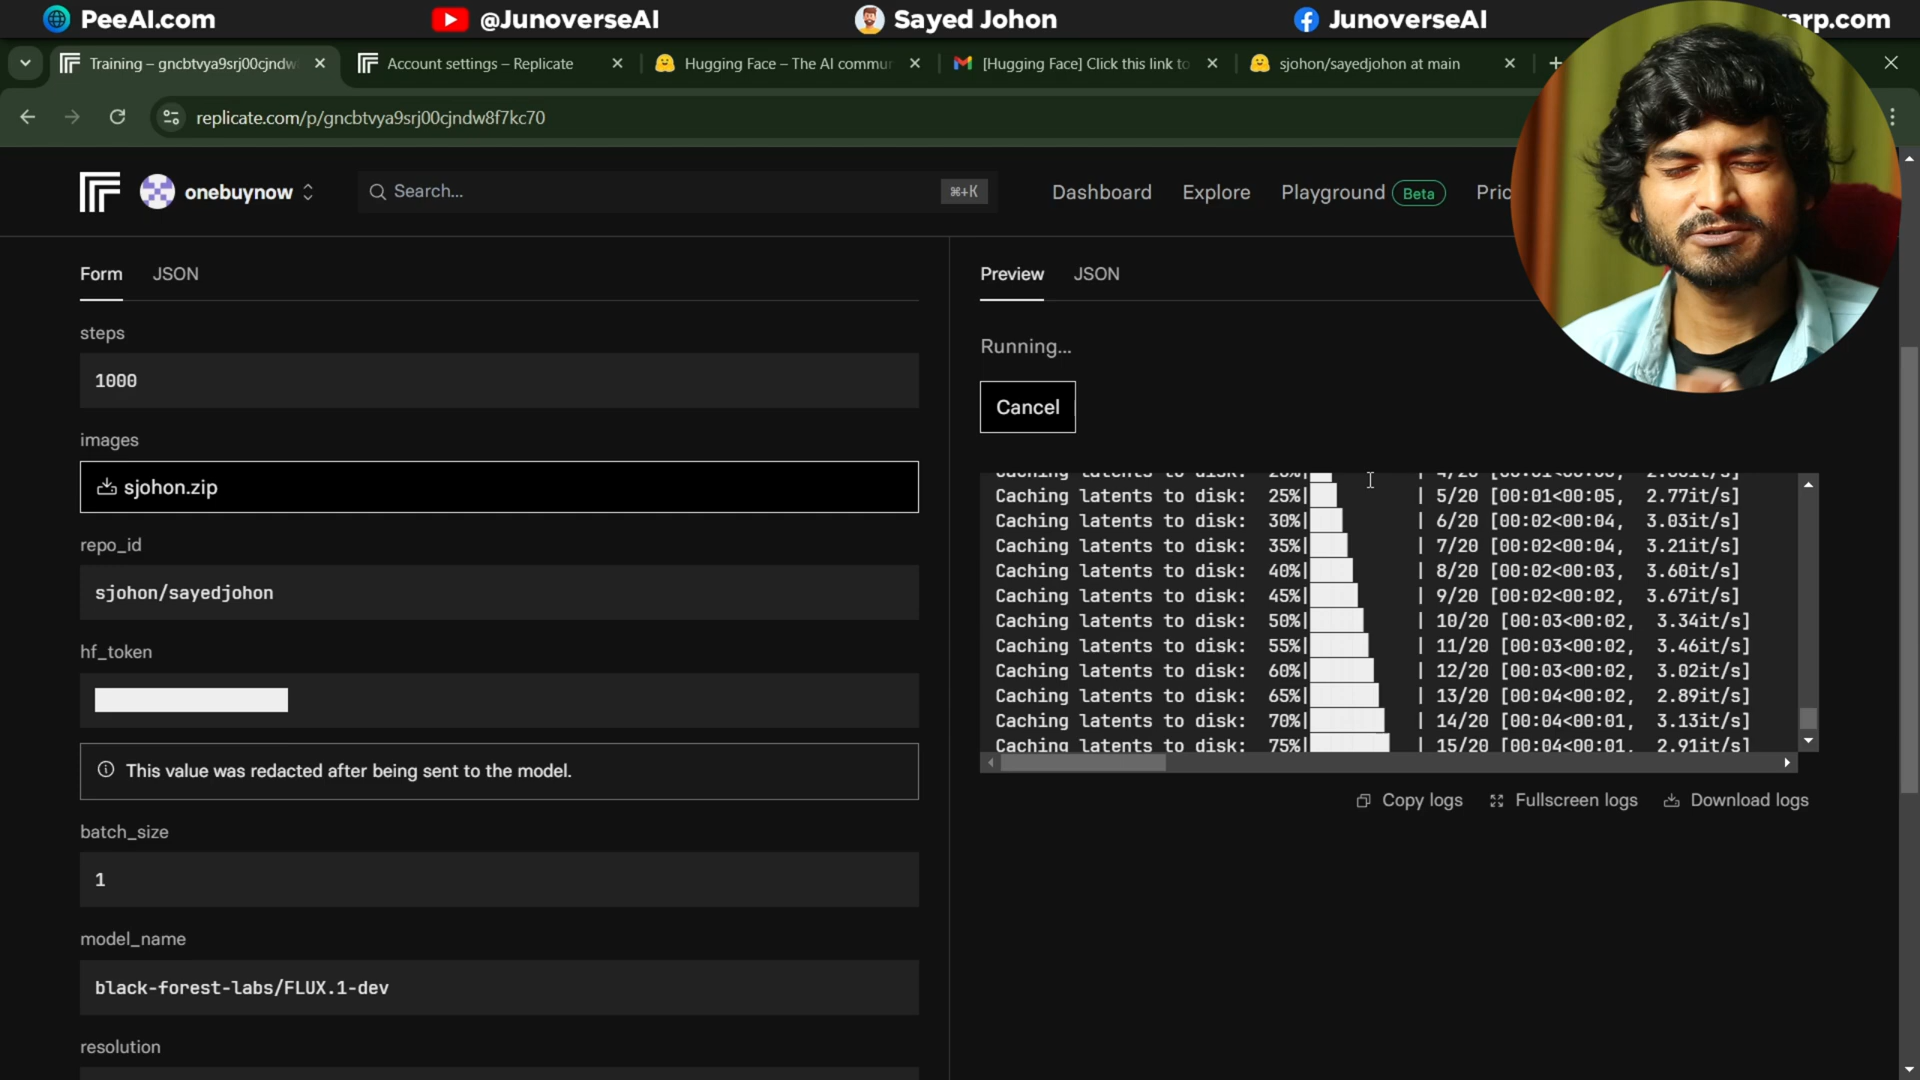 PeeAI.com
@JunoverseAI
Sayed Johon
JunoverseAI
arp.com
Training – gncbtvya9srj00cjndw
Account settings – Replicate
Hugging Face – The AI commu
[Hugging Face] Click this link to
sjohon/sayedjohon at main
replicate.com/p/gncbtvya9srj00cjndw8f7kc70
onebuynow
Search...
⌘+K
Dashboard
Explore
Playground
Beta
Pric
Form
JSON
steps
1000
images
sjohon.zip
repo_id
sjohon/sayedjohon
hf_token
This value was redacted after being sent to the model.
batch_size
1
model_name
black-forest-labs/FLUX.1-dev
resolution
Preview
JSON
Running...
Cancel
Caching latents to disk: 20%| | 4/20
Caching latents to disk: 25%| | 5/20 [00:01<00:05, 2.77it/s]
Caching latents to disk: 30%| | 6/20 [00:02<00:04, 3.03it/s]
Caching latents to disk: 35%| | 7/20 [00:02<00:04, 3.21it/s]
Caching latents to disk: 40%| | 8/20 [00:02<00:03, 3.60it/s]
Caching latents to disk: 45%| | 9/20 [00:02<00:02, 3.67it/s]
Caching latents to disk: 50%| | 10/20 [00:03<00:02, 3.34it/s]
Caching latents to disk: 55%| | 11/20 [00:03<00:02, 3.46it/s]
Caching latents to disk: 60%| | 12/20 [00:03<00:02, 3.02it/s]
Caching latents to disk: 65%| | 13/20 [00:04<00:02, 2.89it/s]
Caching latents to disk: 70%| | 14/20 [00:04<00:01, 3.13it/s]
Caching latents to disk: 75%| | 15/20 [00:04<00:01, 2.91it/s]
Copy logs
Fullscreen logs
Download logs